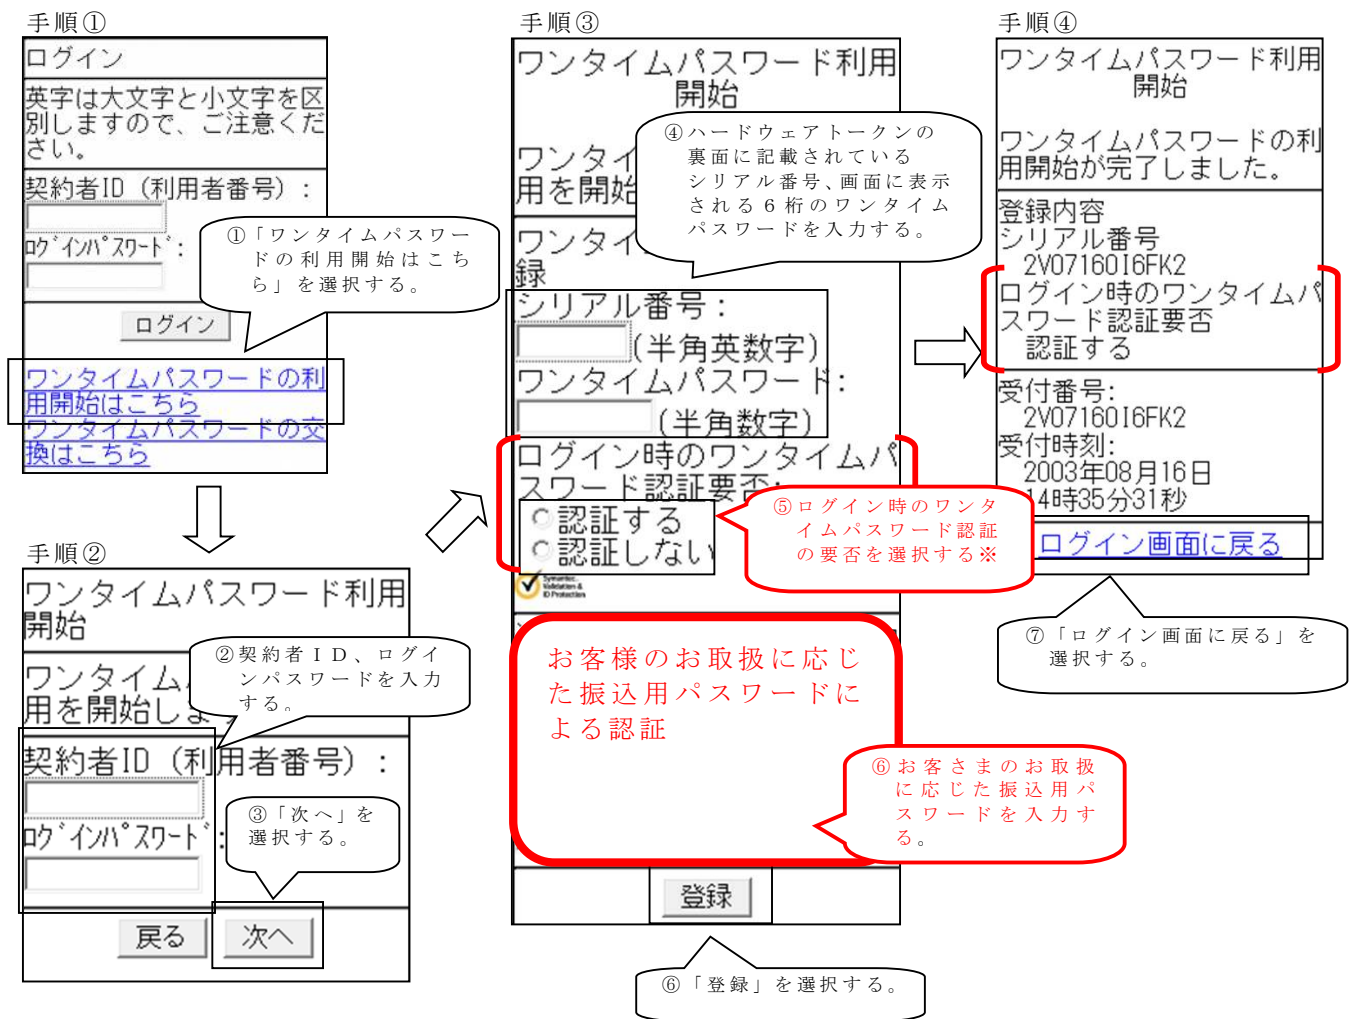 手順①
ログイン
英字は大文字と小文字を区
別しますので、ご注意くだ
さい。
契約者ID（利用者番号）：
ﾛｸﾞｲﾝﾊﾟｽﾜｰﾄﾞ：
①「ワンタイムパスワー
ドの利用開始はこち
ら」を選択する。
ログイン
ワンタイムパスワードの利
用開始はこちら
ワンタイムパスワードの交
換はこちら
手順②
ワンタイムパスワード利用
開始
ワンタイム
用を開始しま
②契約者ＩＤ、ログイ
ンパスワードを入力
する。
契約者ID（利用者番号）：
ﾛｸﾞｲﾝﾊﾟｽﾜｰﾄﾞ：
③「次へ」を
選択する。
戻る
次へ
手順③
ワンタイムパスワード利用
開始
ワンタイ
用を開始
④ハードウェアトークンの
裏面に記載されている
シリアル番号、画面に表示
される６桁のワンタイム
パスワードを入力する。
ワンタイ
録
シリアル番号：
(半角英数字)
ワンタイムパスワード：
(半角数字)
ログイン時のワンタイムパ
スワード認証要否：
認証する
認証しない
⑤ログイン時のワンタ
イムパスワード認証
の要否を選択する※
Symantec.
Validation &
ID Protection
お客様のお取扱に応じ
た振込用パスワードに
よる認証
⑥お客さまのお取扱
に応じた振込用パ
スワードを入力す
る。
登録
⑥「登録」を選択する。
手順④
ワンタイムパスワード利用
開始
ワンタイムパスワードの利
用開始が完了しました。
登録内容
シリアル番号
2V07160I6FK2
ログイン時のワンタイムパ
スワード認証要否
認証する
受付番号：
2V07160I6FK2
受付時刻：
2003年08月16日
14時35分31秒
ログイン画面に戻る
⑦「ログイン画面に戻る」を
選択する。